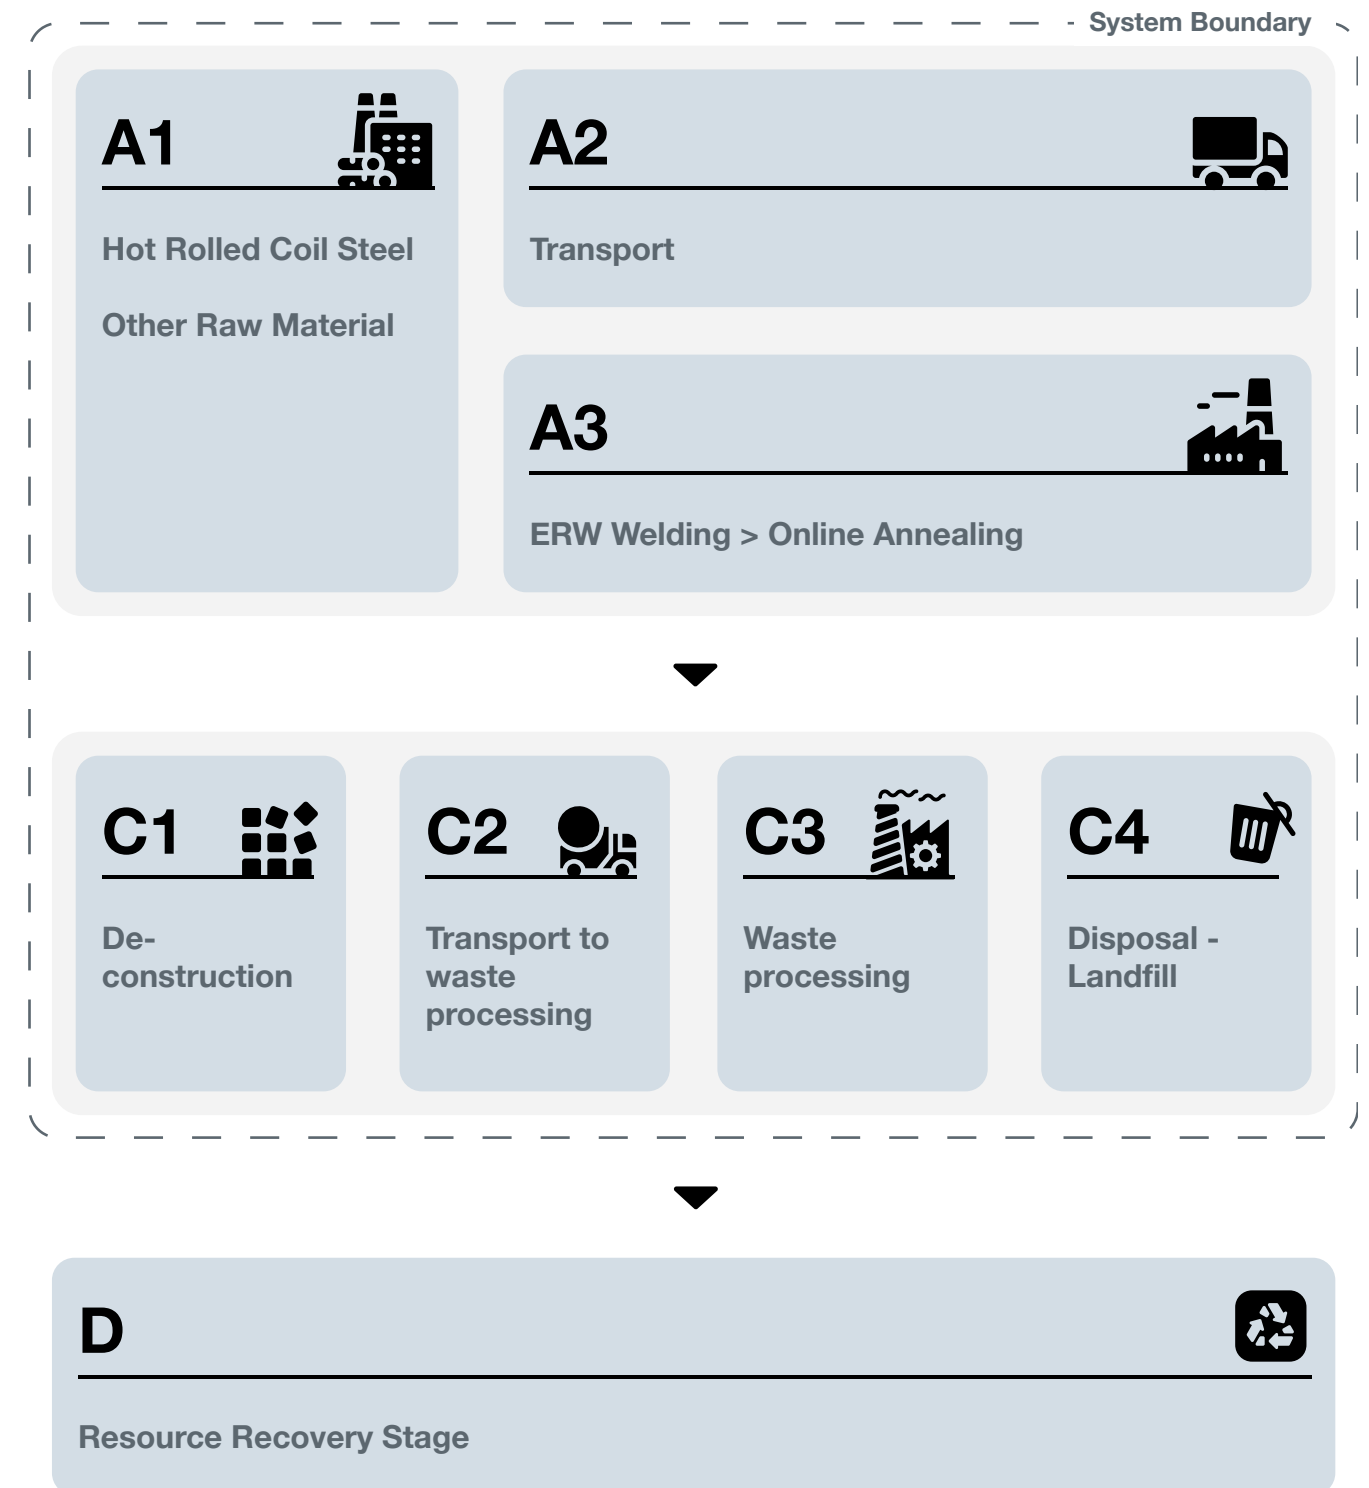 System Boundary
A1
Hot Rolled Coil Steel
Other Raw Material
A2
Transport
A3
ERW Welding > Online Annealing
C1
De-
construction
C2
Transport to
waste
processing
C3
Waste
processing
C4
Disposal -
Landfill
D
Resource Recovery Stage